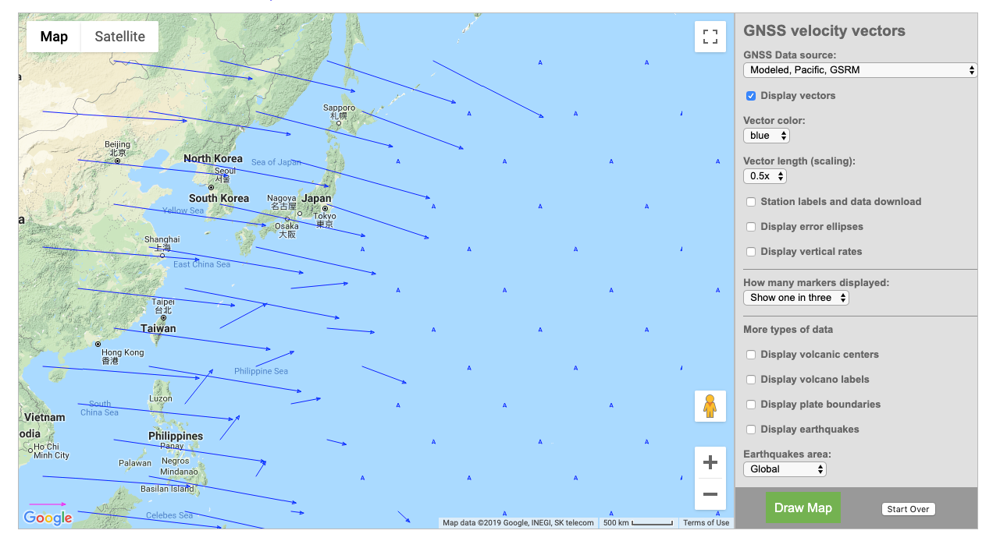 Map
Satellite
Sapporo
札幌
Beijing
北京
North Korea
Sea of Japan
Seoul
서울
South Korea
Nagoya
名古屋
Japan
Yellow Sea
Tokyo
東京
Osaka
大阪
Shanghai
上海
East China Sea
Taipei
台北
Taiwan
Hong Kong
香港
Philippine Sea
Luzon
South
China Sea
Vietnam
odia
Philippines
Panay
Ho Chi
Minh City
Palawan
Negros
Mindanao
Basilan Island
Celebes Sea
Google
Map data ©2019 Google, INEGI, SK telecom
500 km
Terms of Use
GNSS velocity vectors
GNSS Data source:
Modeled, Pacific, GSRM
Display vectors
Vector color:
blue
Vector length (scaling):
0.5x
Station labels and data download
Display error ellipses
Display vertical rates
How many markers displayed:
Show one in three
More types of data
Display volcanic centers
Display volcano labels
Display plate boundaries
Display earthquakes
Earthquakes area:
Global
Draw Map
Start Over